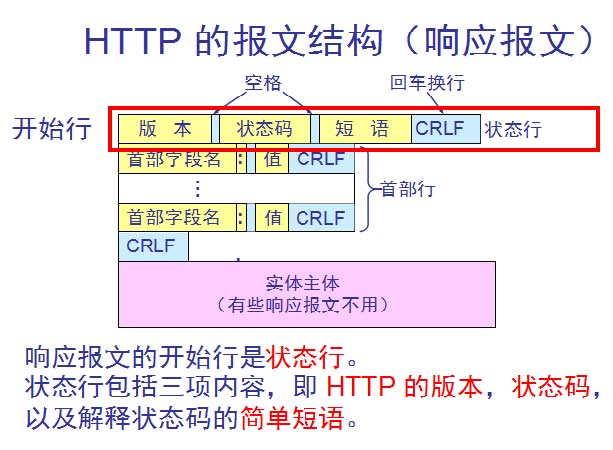 HTTP 的报文结构（响应报文）
空格 回车换行
开始行 版 本 状态码 短 语 CRLF 状态行
首部字段名 : 值 CRLF
⋮ 首部行
首部字段名 : 值 CRLF
CRLF
实体主体
（有些响应报文不用）
响应报文的开始行是状态行。
状态行包括三项内容，即 HTTP 的版本，状态码，
以及解释状态码的简单短语。